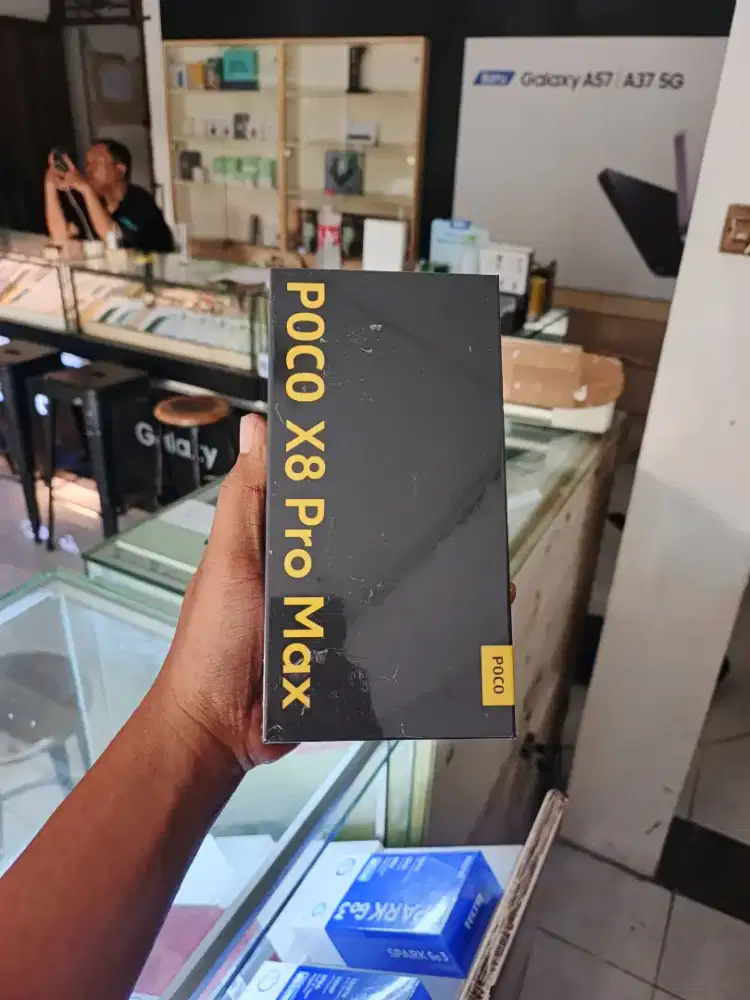 Galaxy A57 | A37 5G
Galaxy
POCO X8 Pro Max
POCO
SPARK Go 3
SPARK Go 3